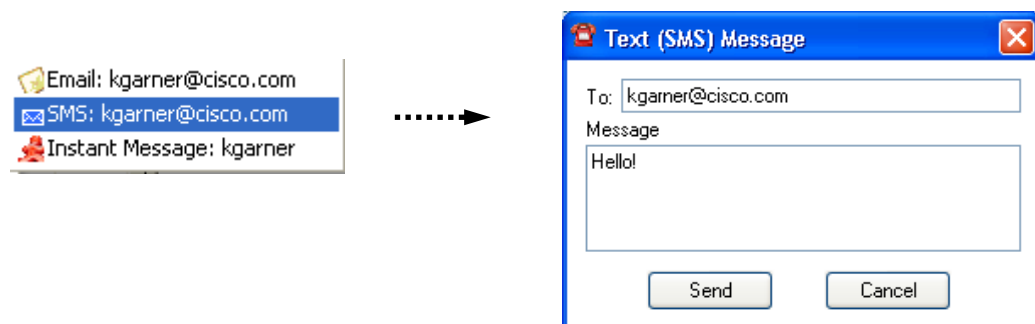 Email: kgarner@cisco.com
SMS: kgarner@cisco.com
Instant Message: kgarner
Text (SMS) Message
To: kgarner@cisco.com
Message
Hello!
Send Cancel